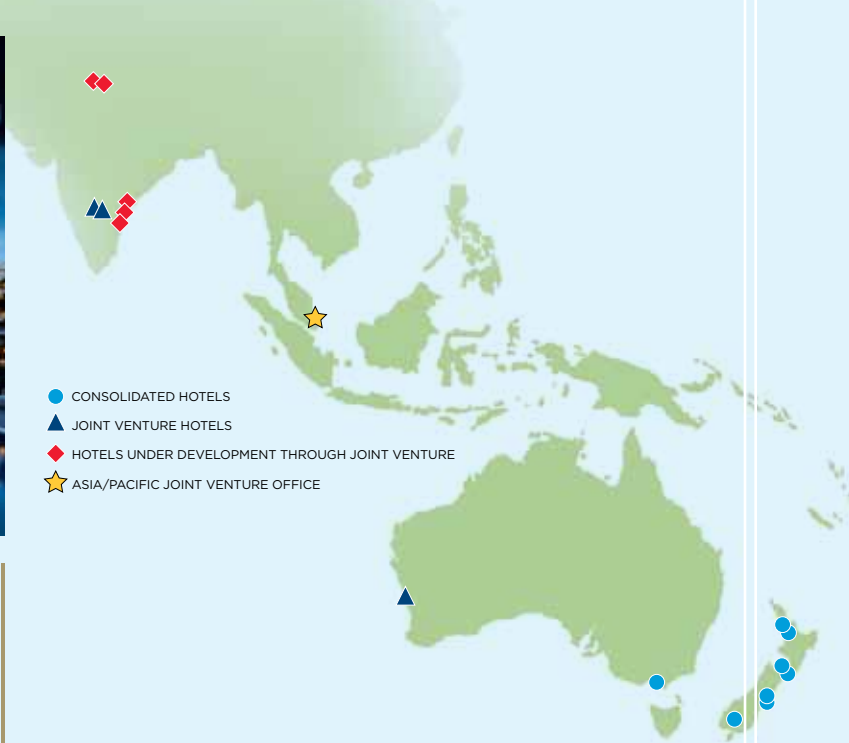 CONSOLIDATED HOTELS
JOINT VENTURE HOTELS
HOTELS UNDER DEVELOPMENT THROUGH JOINT VENTURE
ASIA/PACIFIC JOINT VENTURE OFFICE